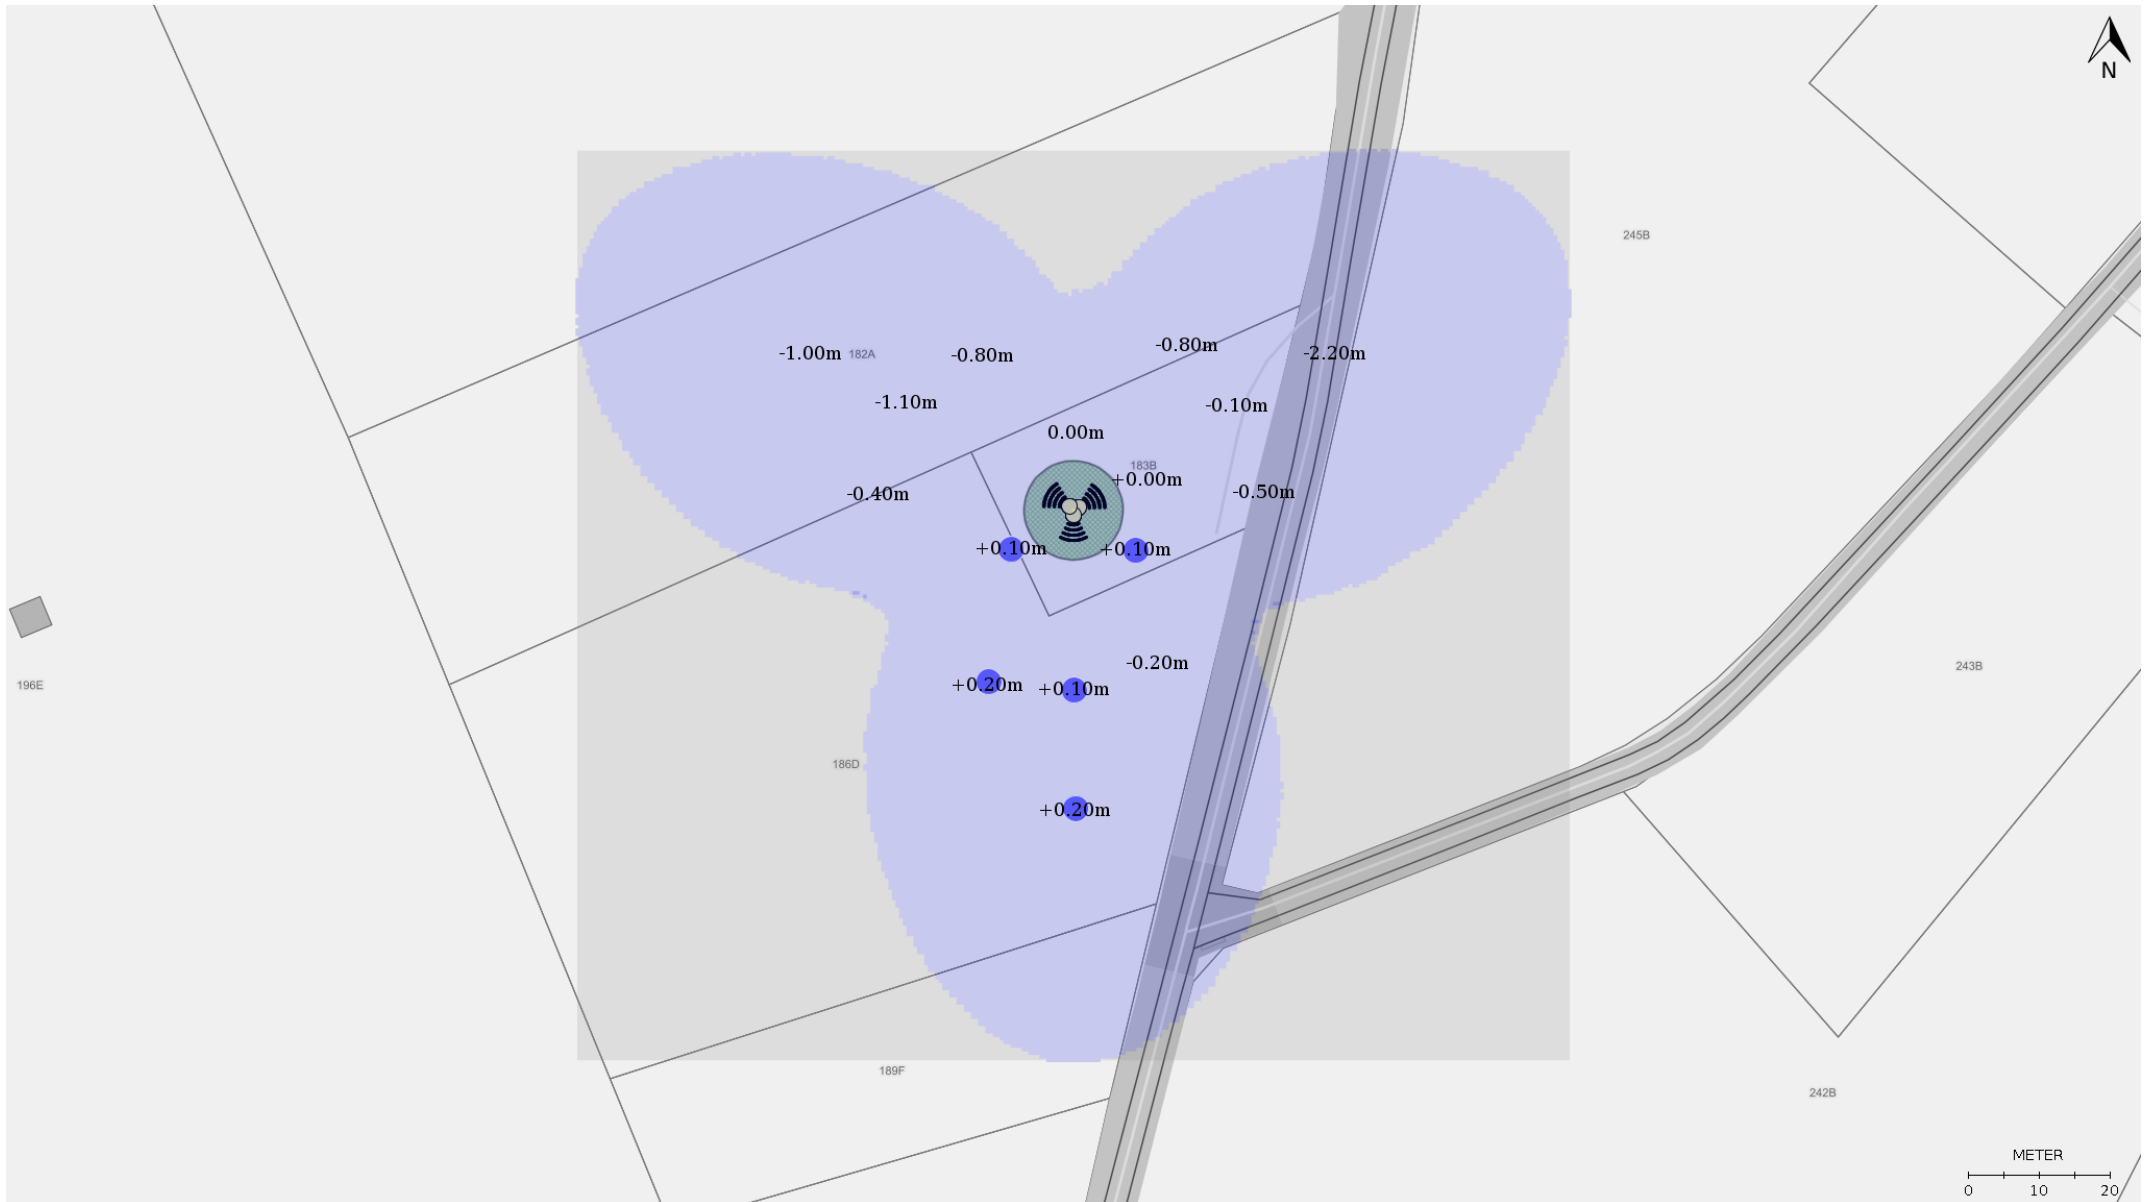 N
245B
-0.80m
-1.00m
182A
-0.80m
-2.20m
-1.10m
-0.10m
0.00m
183B
+0.00m
-0.40m
-0.50m
+0.10m
+0.10m
-0.20m
243B
196E
+0.20m
+0.10m
186D
+0.20m
189F
242B
METER
0 10 20